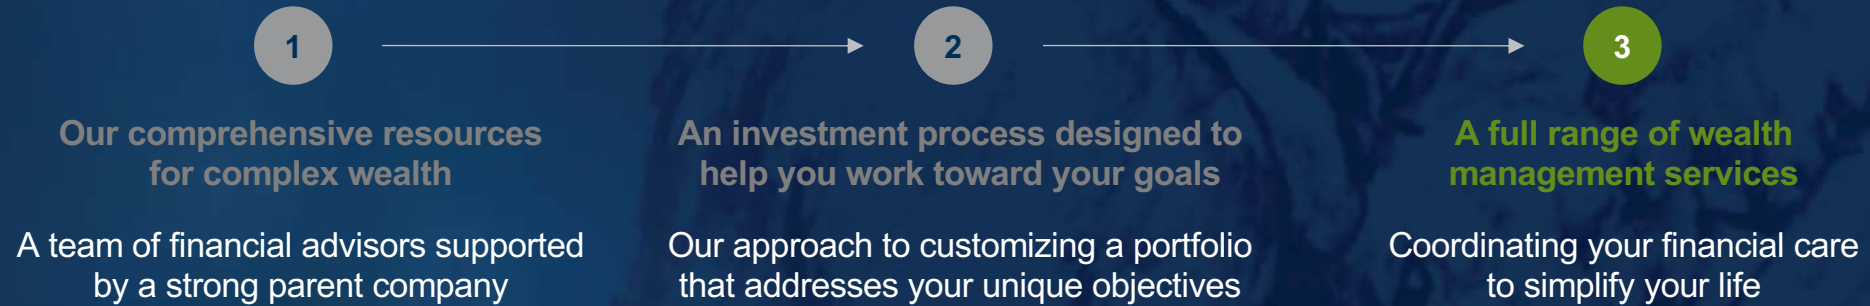 1
Our comprehensive resources
for complex wealth
A team of financial advisors supported
by a strong parent company
2
An investment process designed to
help you work toward your goals
Our approach to customizing a portfolio
that addresses your unique objectives
3
A full range of wealth
management services
Coordinating your financial care
to simplify your life